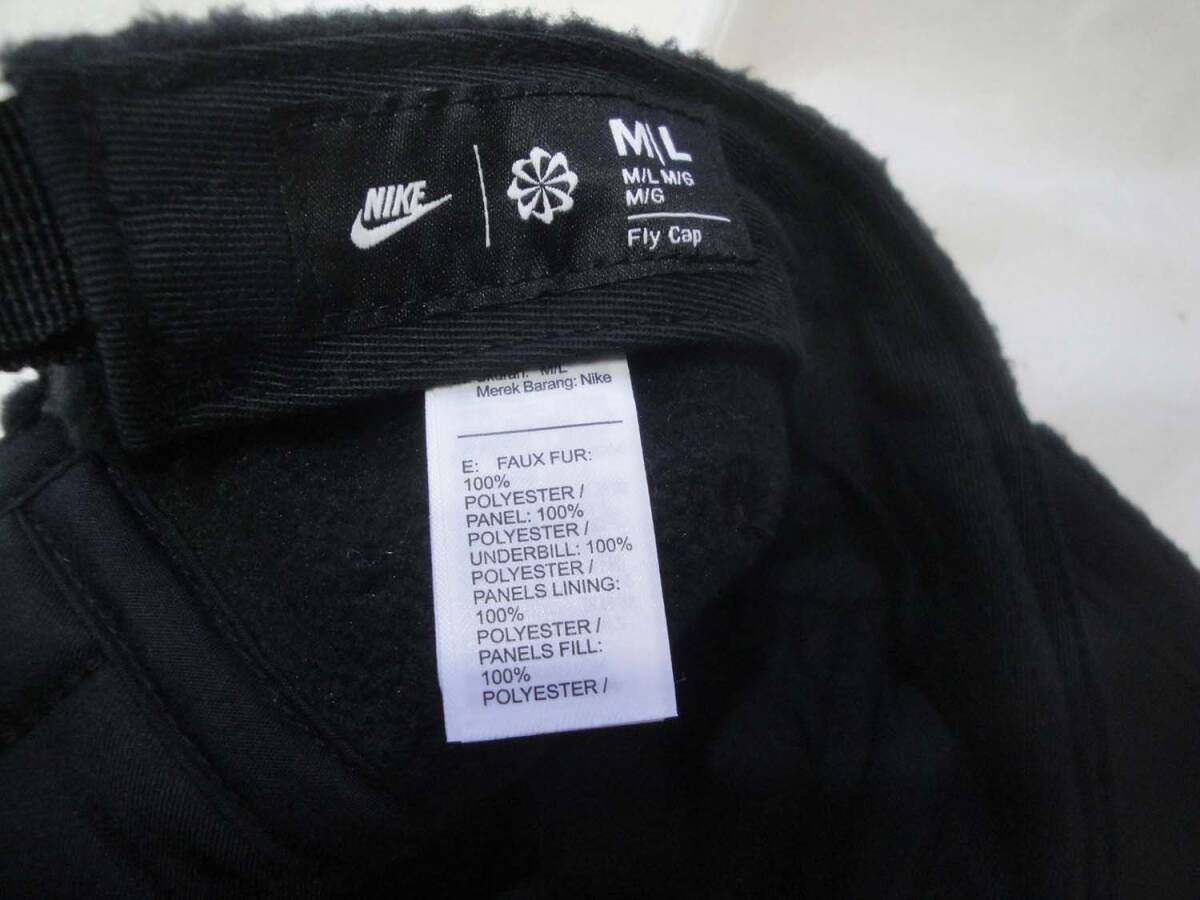 NIKE
M/L
M/L M/G
M/G
Fly Cap
M/L
Merek Barang: Nike
E: FAUX FUR:
100%
POLYESTER /
PANEL: 100%
POLYESTER /
UNDERBILL: 100%
POLYESTER /
PANELS LINING:
100%
POLYESTER /
PANELS FILL:
100%
POLYESTER /